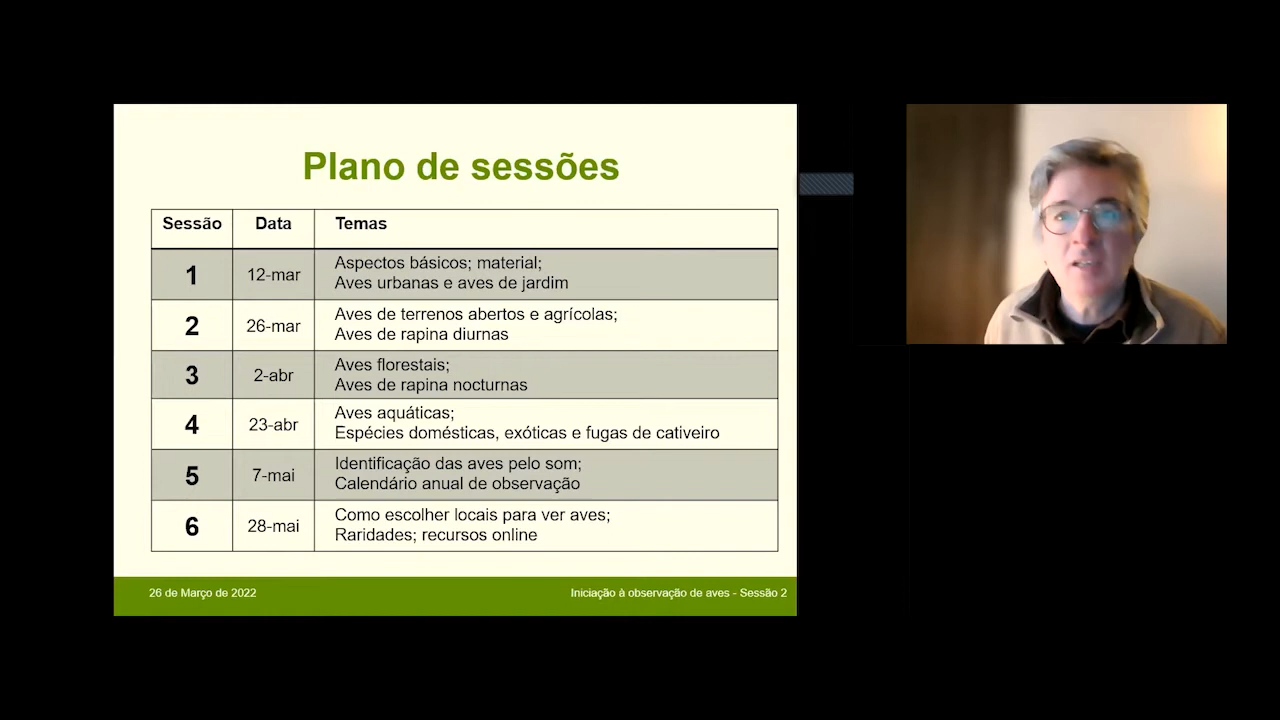 Plano de sessões
Sessão Data Temas
1 12-mar Aspectos básicos; material;
Aves urbanas e aves de jardim
2 26-mar Aves de terrenos abertos e agrícolas;
Aves de rapina diurnas
3 2-abr Aves florestais;
Aves de rapina nocturnas
4 23-abr Aves aquáticas;
Espécies domésticas, exóticas e fugas de cativeiro
5 7-mai Identificação das aves pelo som;
Calendário anual de observação
6 28-mai Como escolher locais para ver aves;
Raridades; recursos online
26 de Março de 2022 Iniciação à observação de aves - Sessão 2